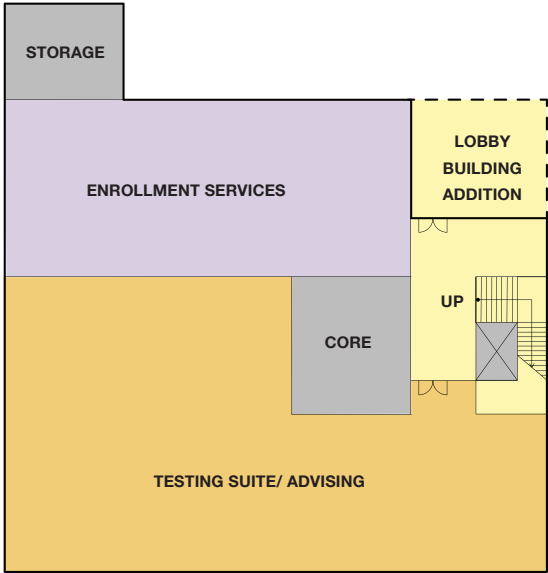 STORAGE
LOBBY
BUILDING
ADDITION
ENROLLMENT SERVICES
UP
CORE
TESTING SUITE/ ADVISING